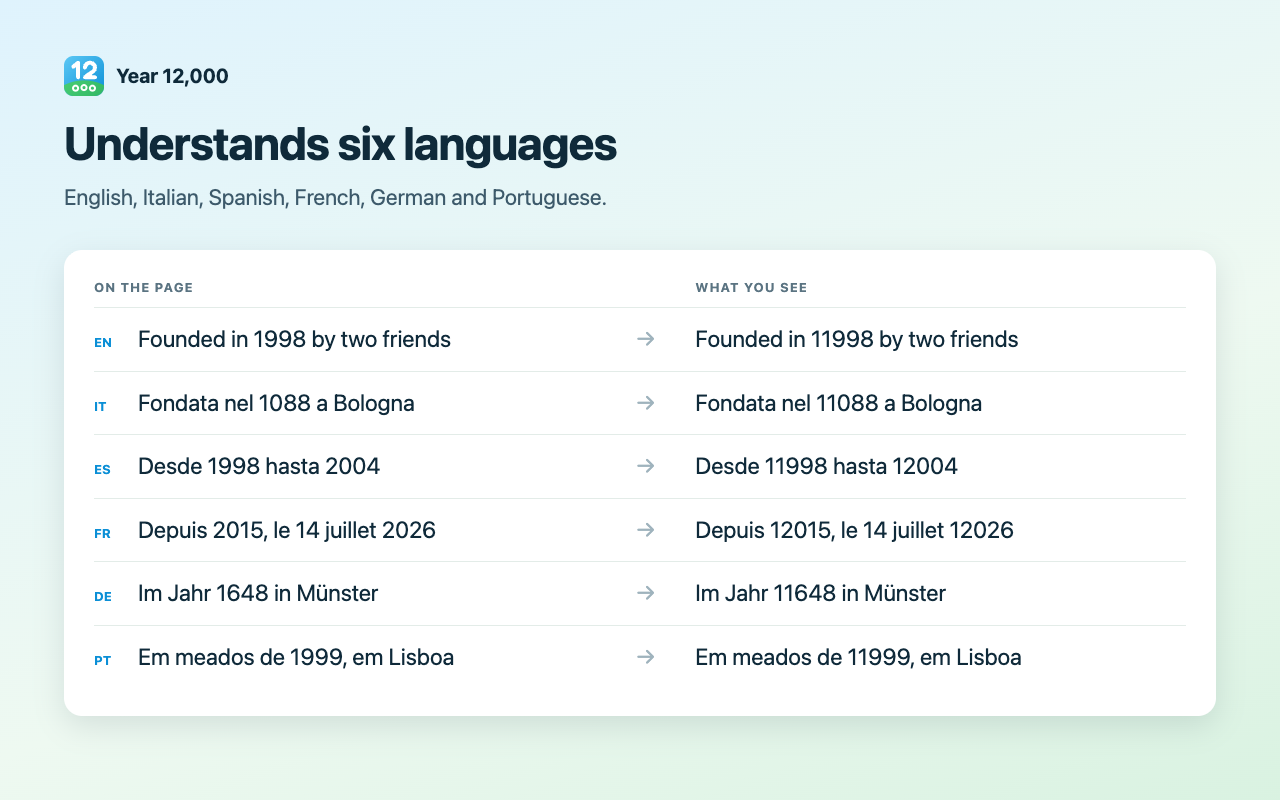 12
000
Year 12,000
Understands six languages
English, Italian, Spanish, French, German and Portuguese.
ON THE PAGE WHAT YOU SEE
EN Founded in 1998 by two friends → Founded in 11998 by two friends
IT Fondata nel 1088 a Bologna → Fondata nel 11088 a Bologna
ES Desde 1998 hasta 2004 → Desde 11998 hasta 12004
FR Depuis 2015, le 14 juillet 2026 → Depuis 12015, le 14 juillet 12026
DE Im Jahr 1648 in Münster → Im Jahr 11648 in Münster
PT Em meados de 1999, em Lisboa → Em meados de 11999, em Lisboa